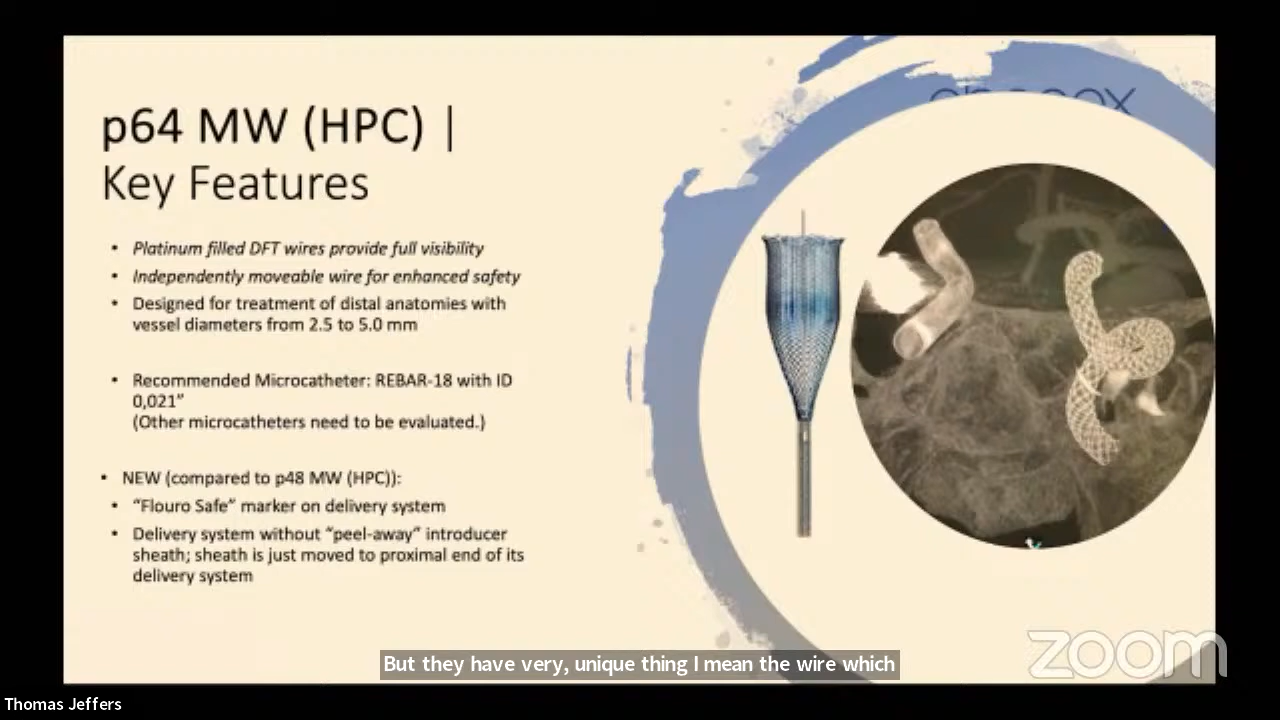 p64 MW (HPC) |
Key Features
• Platinum filled DFT wires provide full visibility
• Independently moveable wire for enhanced safety
• Designed for treatment of distal anatomies with
vessel diameters from 2.5 to 5.0 mm
• Recommended Microcatheter: REBAR-18 with ID
0,021”
(Other microcatheters need to be evaluated.)
• NEW (compared to p48 MW (HPC)):
• “Flouro Safe” marker on delivery system
• Delivery system without “peel-away” introducer
sheath; sheath is just moved to proximal end of its
delivery system
But they have very, unique thing I mean the wire which
zoom
Thomas Jeffers